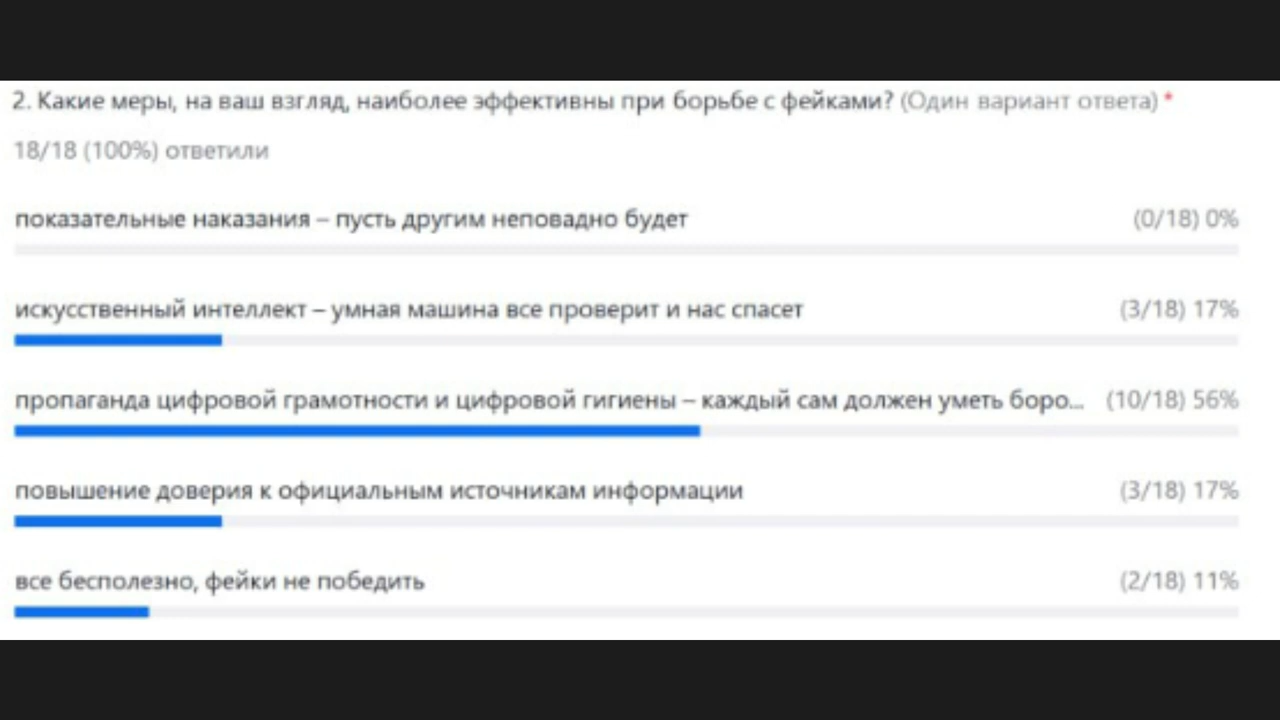 2. Какие меры, на ваш взгляд, наиболее эффективны при борьбе с фейками? (Один вариант ответа) *
18/18 (100%) ответили
показательные наказания – пусть другим неповадно будет (0/18) 0%
искусственный интеллект – умная машина все проверит и нас спасет (3/18) 17%
пропаганда цифровой грамотности и цифровой гигиены – каждый сам должен уметь боро... (10/18) 56%
повышение доверия к официальным источникам информации (3/18) 17%
все бесполезно, фейки не победить (2/18) 11%